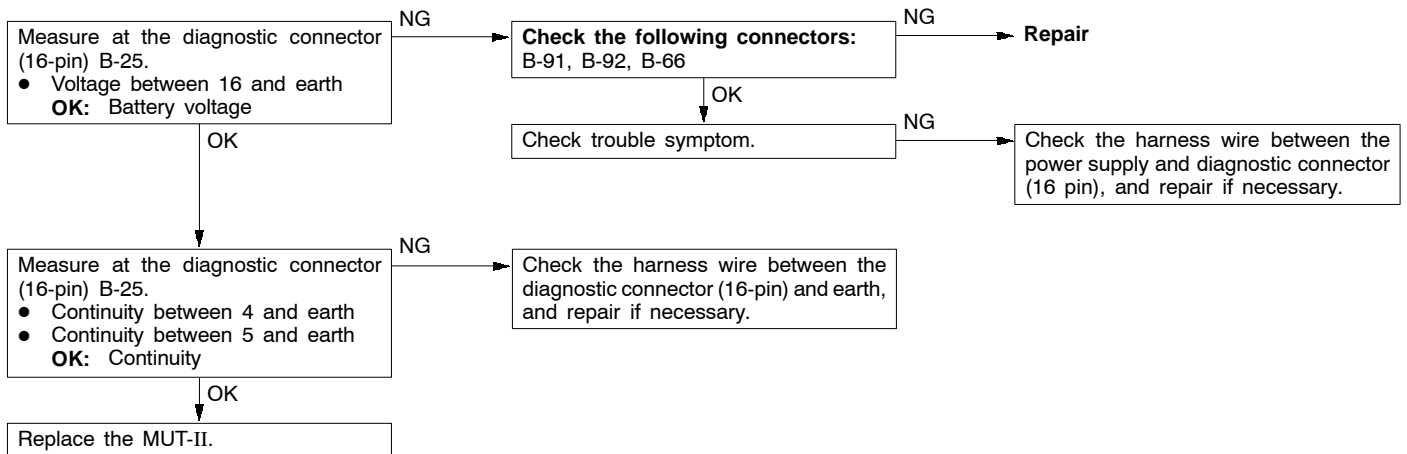 Measure at the diagnostic connector
(16-pin) B-25.
● Voltage between 16 and earth
OK: Battery voltage
NG
Check the following connectors:
B-91, B-92, B-66
NG
Repair
OK
Check trouble symptom.
NG
Check the harness wire between the
power supply and diagnostic connector
(16 pin), and repair if necessary.
OK
Measure at the diagnostic connector
(16-pin) B-25.
● Continuity between 4 and earth
● Continuity between 5 and earth
OK: Continuity
NG
Check the harness wire between the
diagnostic connector (16-pin) and earth,
and repair if necessary.
OK
Replace the MUT-II.